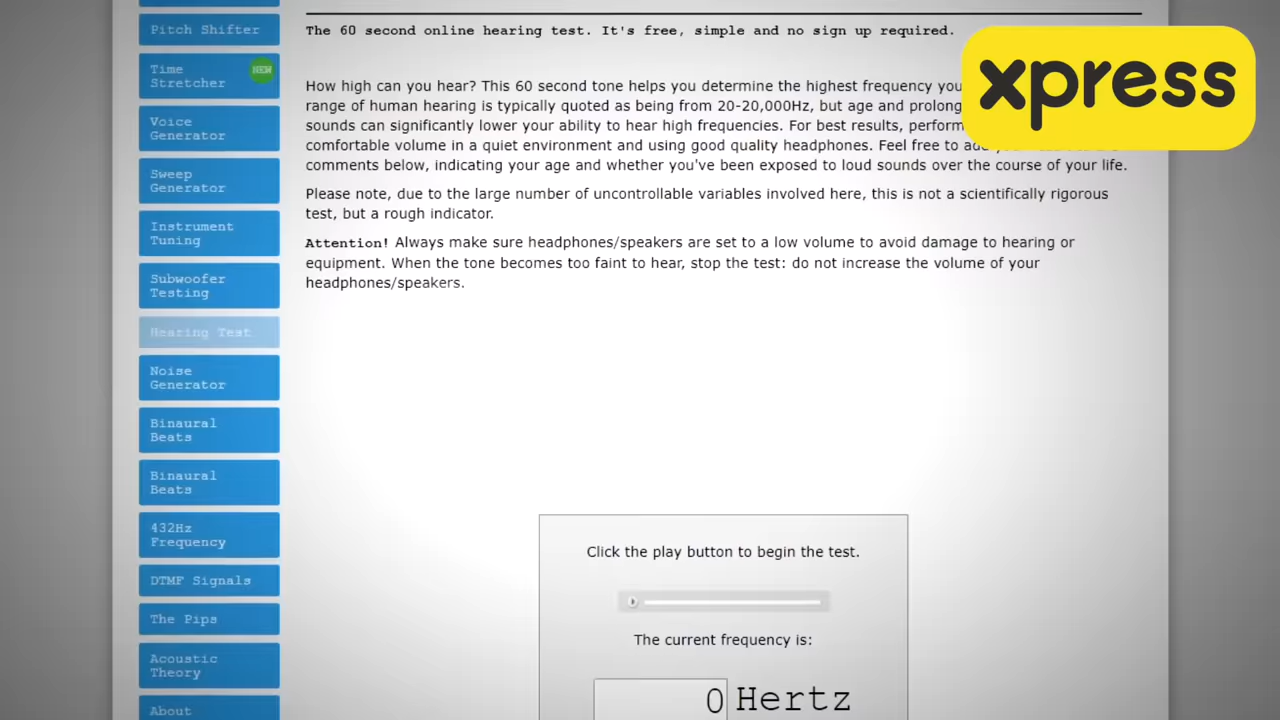 Pitch Shifter
Time
Stretcher
NEW
Voice
Generator
Sweep
Generator
Instrument
Tuning
Subwoofer
Testing
Hearing Test
Noise
Generator
Binaural
Beats
Binaural
Beats
432Hz
Frequency
DTMF Signals
The Pips
Acoustic
Theory
About
The 60 second online hearing test. It's free, simple and no sign up required.
xpress
How high can you hear? This 60 second tone helps you determine the highest frequency you
range of human hearing is typically quoted as being from 20-20,000Hz, but age and
sounds can significantly lower your ability to hear high frequencies. For best results, perform
comfortable volume in a quiet environment and using good quality headphones. Feel free to
comments below, indicating your age and whether you've been exposed to loud sounds over the course of your life.
Please note, due to the large number of uncontrollable variables involved here, this is not a scientifically rigorous
test, but a rough indicator.
Attention! Always make sure headphones/speakers are set to a low volume to avoid damage to hearing or
equipment. When the tone becomes too faint to hear, stop the test: do not increase the volume of your
headphones/speakers.
Click the play button to begin the test.
The current frequency is:
0 Hertz